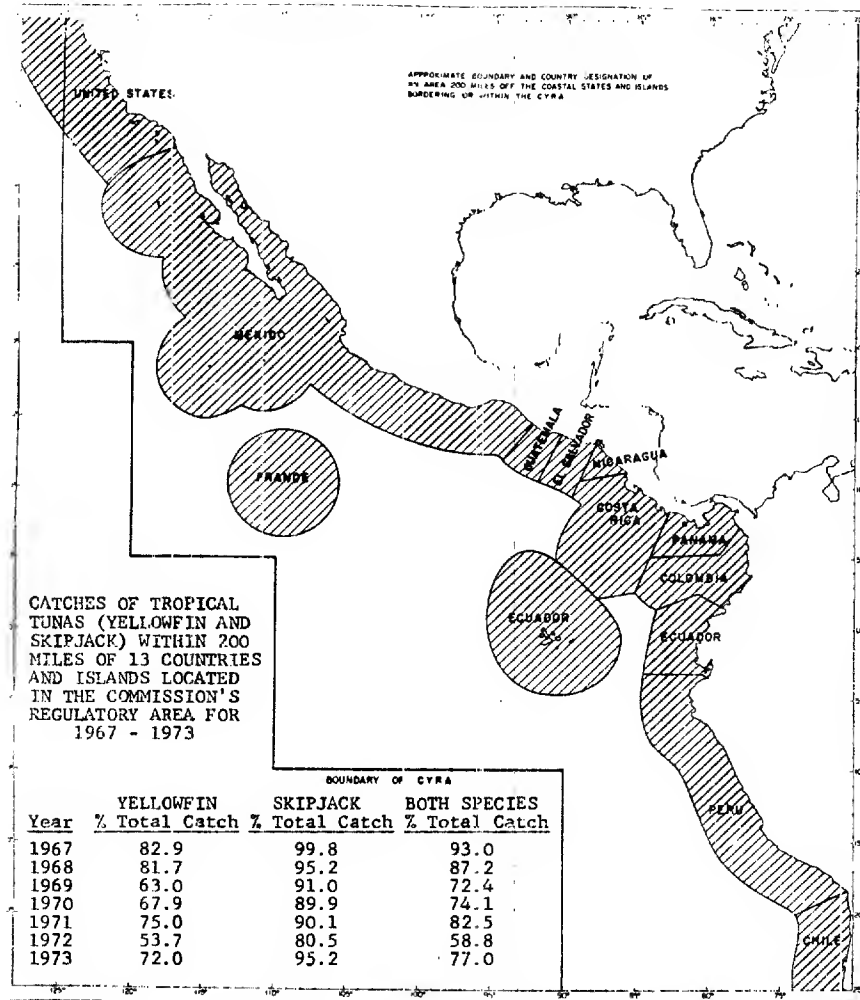 APPROXIMATE BOUNDARY AND COUNTRY DESIGNATION OF
AN AREA 200 MILES OFF THE COASTAL STATES AND ISLANDS
BORDERING OR WITHIN THE CYRA
UNITED STATES
MEXICO
FRANCE
GUATEMALA
EL SALVADOR
NICARAGUA
COSTA
RICA
PANAMA
COLOMBIA
ECUADOR
ECUADOR
PERU
CHILE
CATCHES OF TROPICAL
TUNAS (YELLOWFIN AND
SKIPJACK) WITHIN 200
MILES OF 13 COUNTRIES
AND ISLANDS LOCATED
IN THE COMMISSION'S
REGULATORY AREA FOR
1967 - 1973
BOUNDARY OF CYRA
YELLOWFIN SKIPJACK BOTH SPECIES
Year % Total Catch % Total Catch % Total Catch
1967 82.9 99.8 93.0
1968 81.7 95.2 87.2
1969 63.0 91.0 72.4
1970 67.9 89.9 74.1
1971 75.0 90.1 82.5
1972 53.7 80.5 58.8
1973 72.0 95.2 77.0